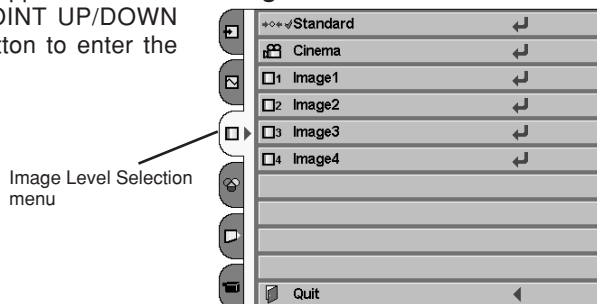 OINT UP/DOWN
tton to enter the
Standard
Cinema
1 Image1
2 Image2
3 Image3
4 Image4
Image Level Selection
menu
Quit